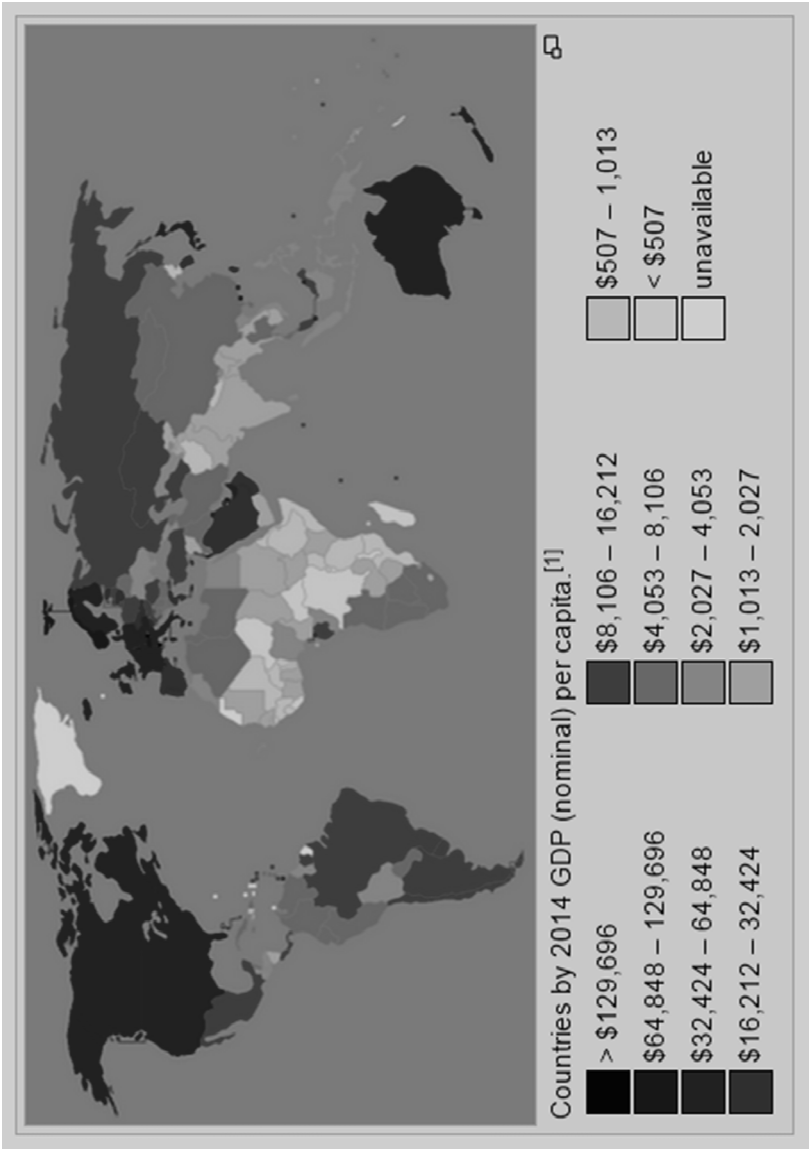 Countries by 2014 GDP (nominal) per capita.[1]
> $129,696
$64,848 – 129,696
$32,424 – 64,848
$16,212 – 32,424
$8,106 – 16,212
$4,053 – 8,106
$2,027 – 4,053
$1,013 – 2,027
$507 – 1,013
< $507
unavailable